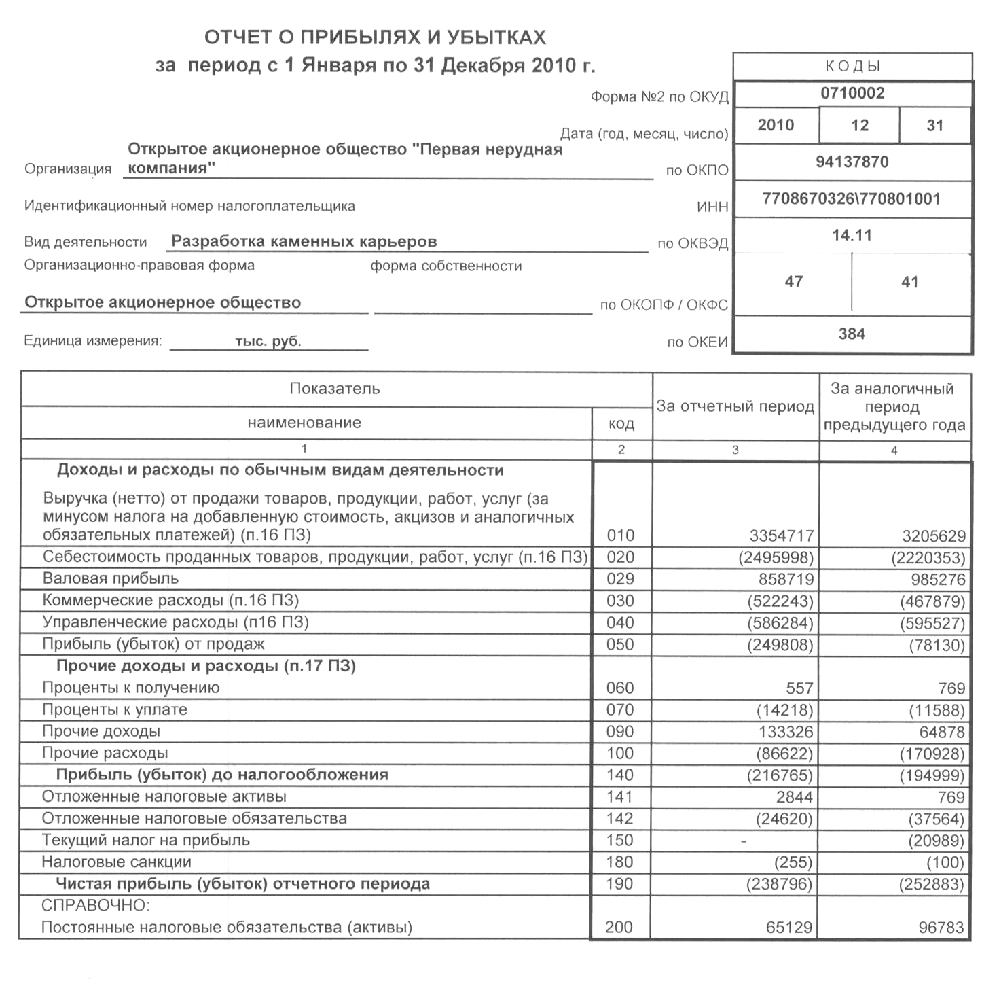 ОТЧЕТ О ПРИБЫЛЯХ И УБЫТКАХ
за период с 1 Января по 31 Декабря 2010 г.
КОДЫ
Форма №2 по ОКУД 0710002
Дата (год, месяц, число) 2010 12 31
Открытое акционерное общество "Первая нерудная
Организация компания" по ОКПО 94137870
Идентификационный номер налогоплательщика ИНН 7708670326\770801001
Вид деятельности Разработка каменных карьеров по ОКВЭД 14.11
Организационно-правовая форма форма собственности
47 41
Открытое акционерное общество по ОКОПФ / ОКФС
Единица измерения: тыс. руб. по ОКЕИ 384
Показатель За отчетный период За аналогичный
период
предыдущего года
наименование код
1 2 3 4
Доходы и расходы по обычным видам деятельности
Выручка (нетто) от продажи товаров, продукции, работ, услуг (за
минусом налога на добавленную стоимость, акцизов и аналогичных
обязательных платежей) (п.16 ПЗ) 010 3354717 3205629
Себестоимость проданных товаров, продукции, работ, услуг (п.16 ПЗ) 020 (2495998) (2220353)
Валовая прибыль 029 858719 985276
Коммерческие расходы (п.16 ПЗ) 030 (522243) (467879)
Управленческие расходы (п16 ПЗ) 040 (586284) (595527)
Прибыль (убыток) от продаж 050 (249808) (78130)
Прочие доходы и расходы (п.17 ПЗ)
Проценты к получению 060 557 769
Проценты к уплате 070 (14218) (11588)
Прочие доходы 090 133326 64878
Прочие расходы 100 (86622) (170928)
Прибыль (убыток) до налогообложения 140 (216765) (194999)
Отложенные налоговые активы 141 2844 769
Отложенные налоговые обязательства 142 (24620) (37564)
Текущий налог на прибыль 150 - (20989)
Налоговые санкции 180 (255) (100)
Чистая прибыль (убыток) отчетного периода 190 (238796) (252883)
СПРАВОЧНО:
Постоянные налоговые обязательства (активы) 200 65129 96783